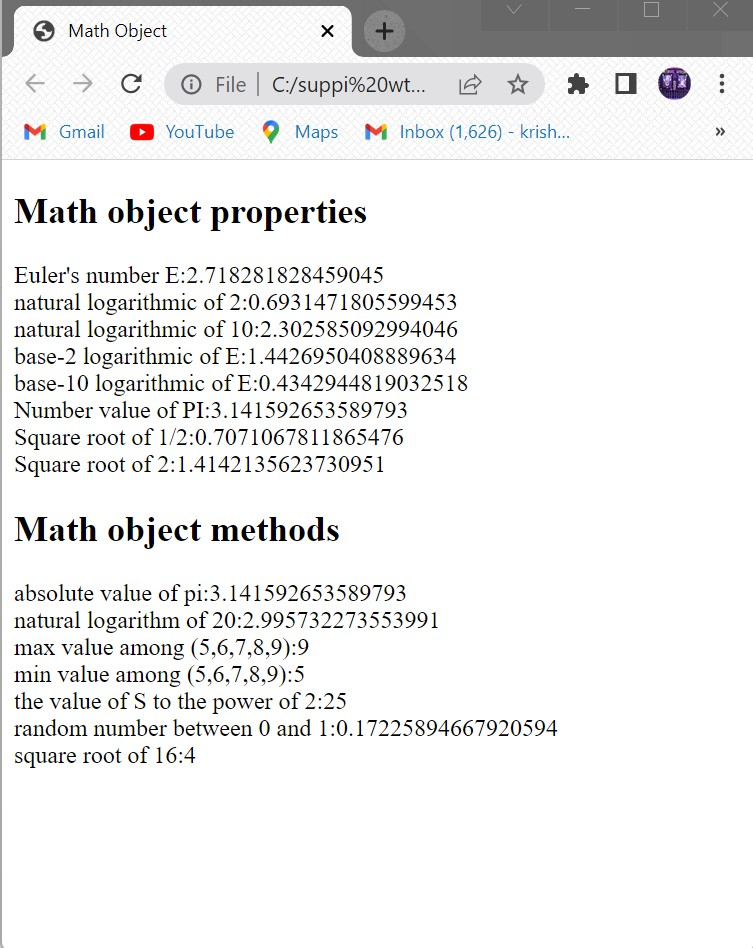 Math Object
File
C:/suppi%20wt...
Gmail
YouTube
Maps
Inbox (1,626) - krish...
Math object properties
Euler's number E:2.718281828459045
natural logarithmic of 2:0.6931471805599453
natural logarithmic of 10:2.302585092994046
base-2 logarithmic of E:1.4426950408889634
base-10 logarithmic of E:0.4342944819032518
Number value of PI:3.141592653589793
Square root of 1/2:0.7071067811865476
Square root of 2:1.4142135623730951
Math object methods
absolute value of pi:3.141592653589793
natural logarithm of 20:2.995732273553991
max value among (5,6,7,8,9):9
min value among (5,6,7,8,9):5
the value of S to the power of 2:25
random number between 0 and 1:0.17225894667920594
square root of 16:4